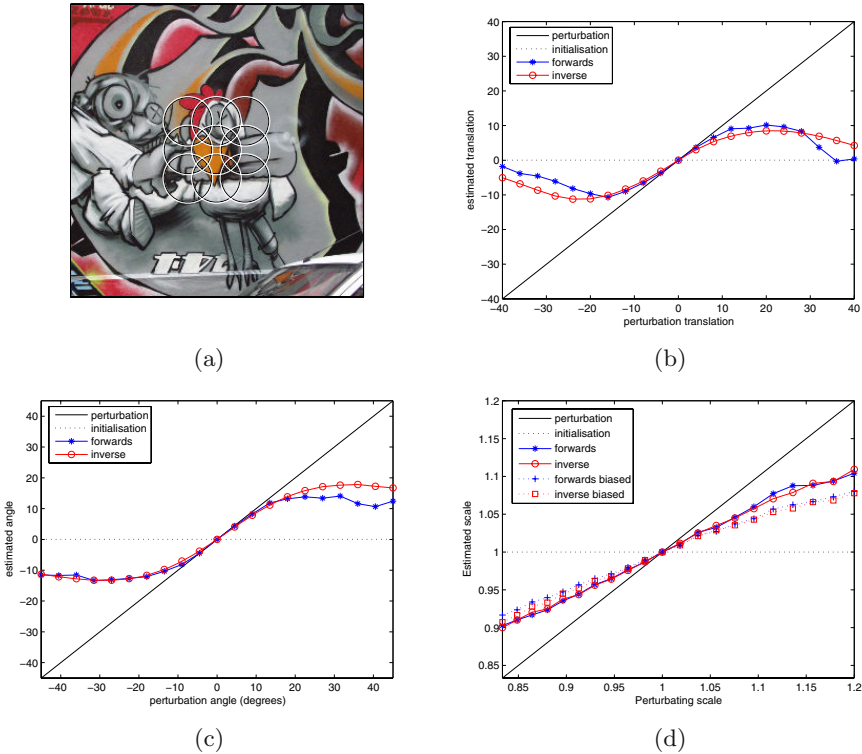 (a)
40
30
20
10
0
−10
−20
−30
−40
estimated translation
perturbation
initialisation
forwards
inverse
−40 −30 −20 −10 0 10 20 30 40
perturbation translation
(b)
40
30
20
10
0
−10
−20
−30
−40
estimated angle
perturbation
initialisation
forwards
inverse
−40 −30 −20 −10 0 10 20 30 40
perturbation angle (degrees)
(c)
1.2
1.15
1.1
1.05
1
0.95
0.9
0.85
Estimated scale
perturbation
initialisation
forwards
inverse
forwards biased
inverse biased
0.85 0.9 0.95 1 1.05 1.1 1.15 1.2
Perturbating scale
(d)